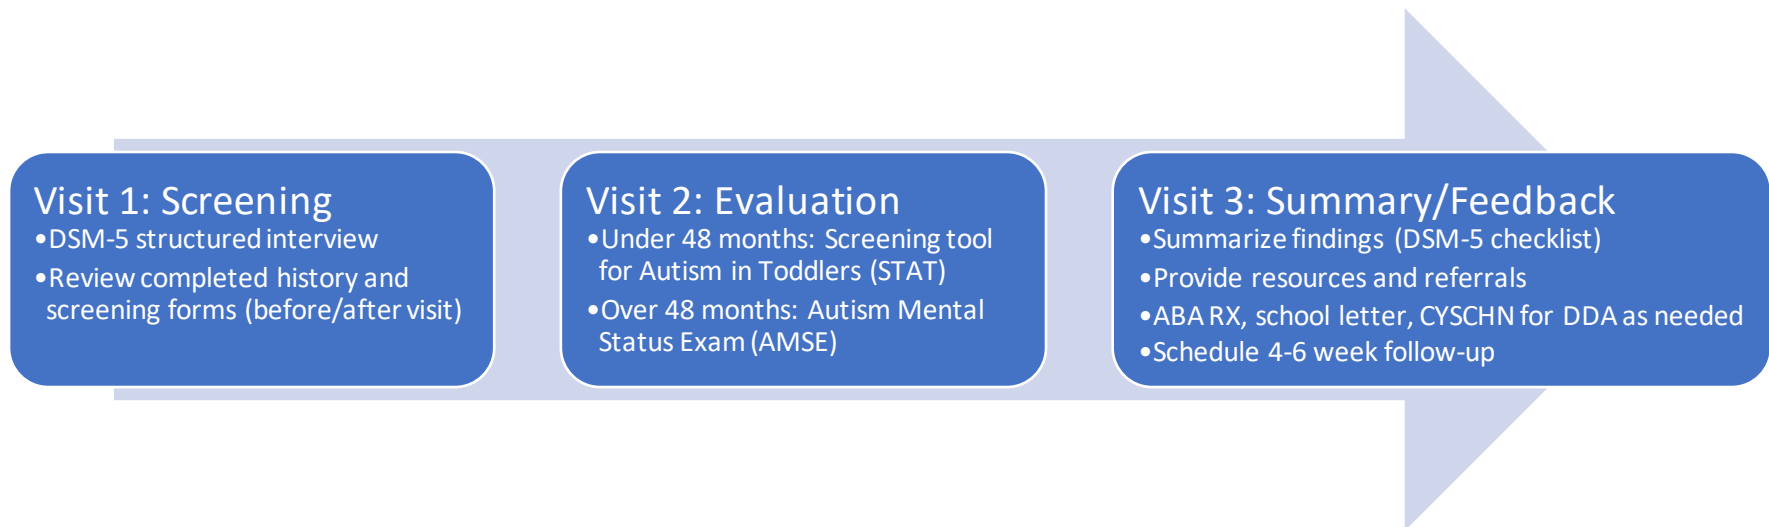 Visit 1: Screening
•DSM-5 structured interview
•Review completed history and
screening forms (before/after visit)
Visit 2: Evaluation
•Under 48 months: Screening tool
for Autism in Toddlers (STAT)
•Over 48 months: Autism Mental
Status Exam (AMSE)
Visit 3: Summary/Feedback
•Summarize findings (DSM-5 checklist)
•Provide resources and referrals
•ABA RX, school letter, CYSCHN for DDA as needed
•Schedule 4-6 week follow-up